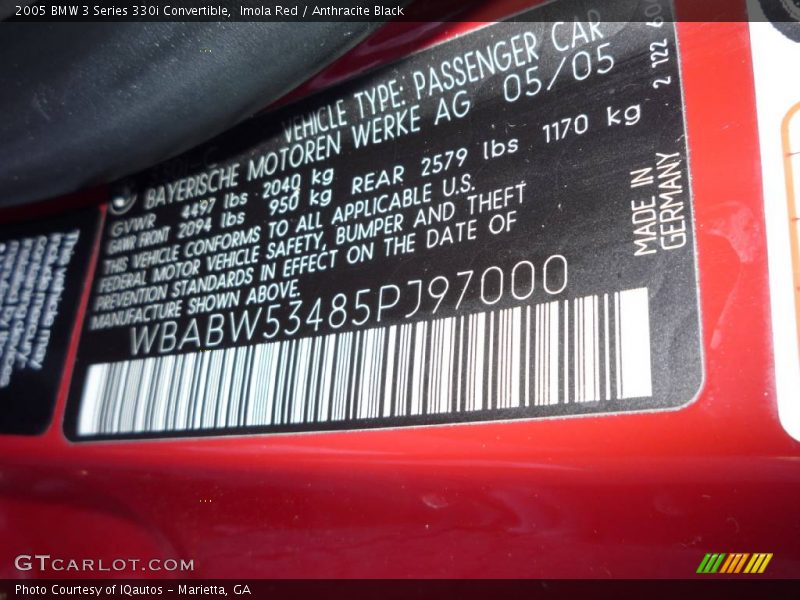 2005 BMW 3 Series 330i Convertible,  Imola Red / Anthracite Black
VEHICLE TYPE: PASSENGER CAR
BAYERISCHE MOTOREN WERKE AG 05/05
GVWR 4497 lbs 2040 kg
GAWR FRONT 2094 lbs 950 kg REAR 2579 lbs 1170 kg
THIS VEHICLE CONFORMS TO ALL APPLICABLE U.S.
FEDERAL MOTOR VEHICLE SAFETY, BUMPER AND THEFT
PREVENTION STANDARDS IN EFFECT ON THE DATE OF
MANUFACTURE SHOWN ABOVE
WBABW53485PJ97000
MADE IN
GERMANY
2 122
GTCARLOT.COM
Photo Courtesy of IQautos - Marietta, GA